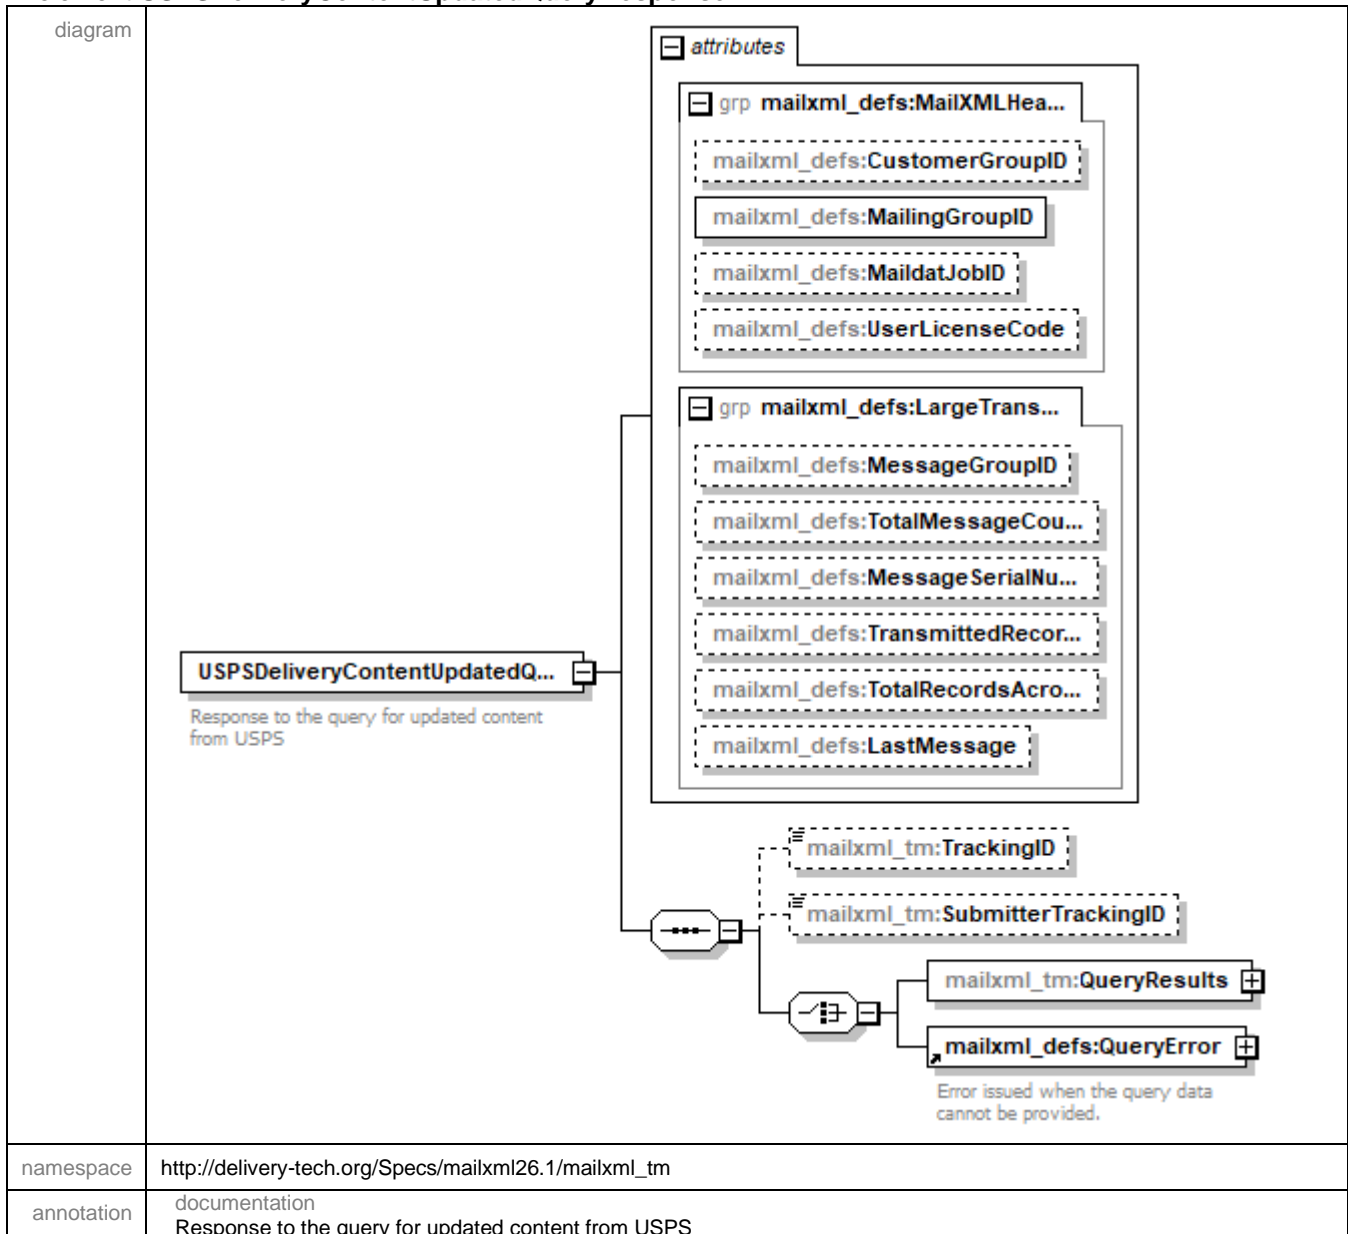 diagram
attributes
grp mailxml_defs:MailXMLHea...
mailxml_defs:CustomerGroupID
mailxml_defs:MailingGroupID
mailxml_defs:MaildatJobID
mailxml_defs:UserLicenseCode
grp mailxml_defs:LargeTrans...
mailxml_defs:MessageGroupID
mailxml_defs:TotalMessageCou...
mailxml_defs:MessageSerialNu...
mailxml_defs:TransmittedRecor...
mailxml_defs:TotalRecordsAcro...
mailxml_defs:LastMessage
USPSDeliveryContentUpdatedQ...
Response to the query for updated content
from USPS
mailxml_tm:TrackingID
mailxml_tm:SubmitterTrackingID
mailxml_tm:QueryResults
mailxml_defs:QueryError
Error issued when the query data
cannot be provided.
namespace
http://delivery-tech.org/Specs/mailxml26.1/mailxml_tm
annotation
documentation
Response to the query for updated content from USPS